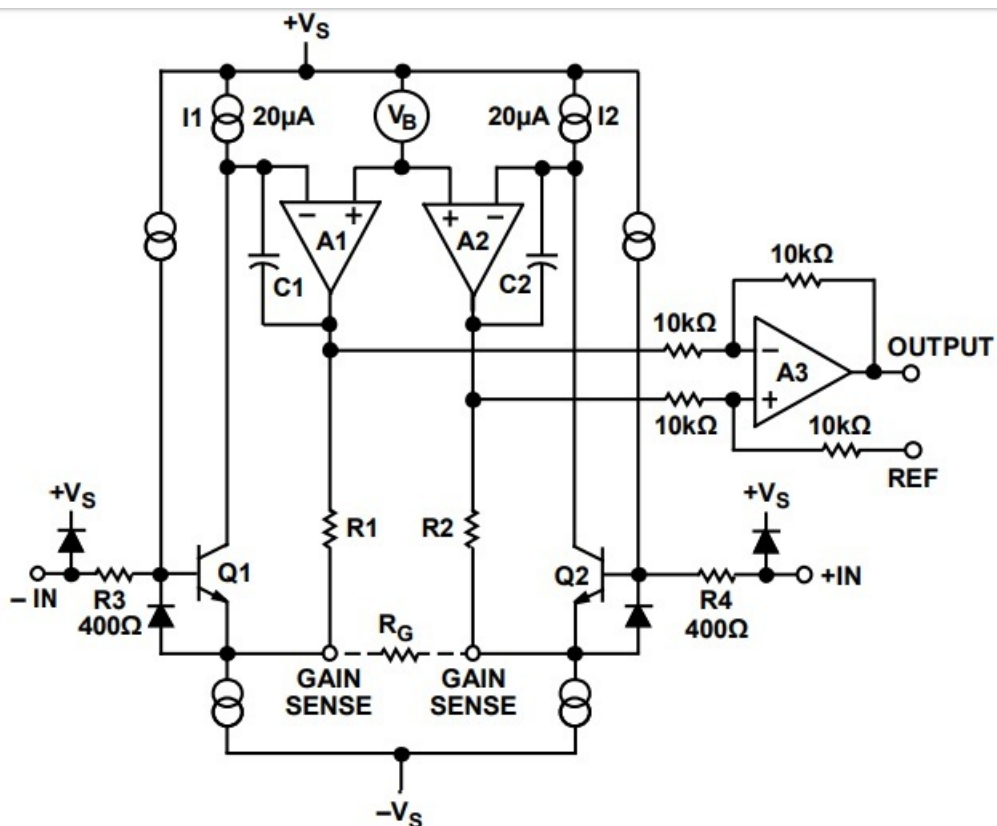 +VS
I1
20µA
VB
20µA
I2
−
+
A1
+
−
A2
C1
C2
10kΩ
10kΩ
−
A3
+
OUTPUT
10kΩ
10kΩ
REF
+VS
R1
R2
+VS
– IN
R3
400Ω
Q1
Q2
R4
400Ω
+IN
RG
GAIN
SENSE
GAIN
SENSE
–VS